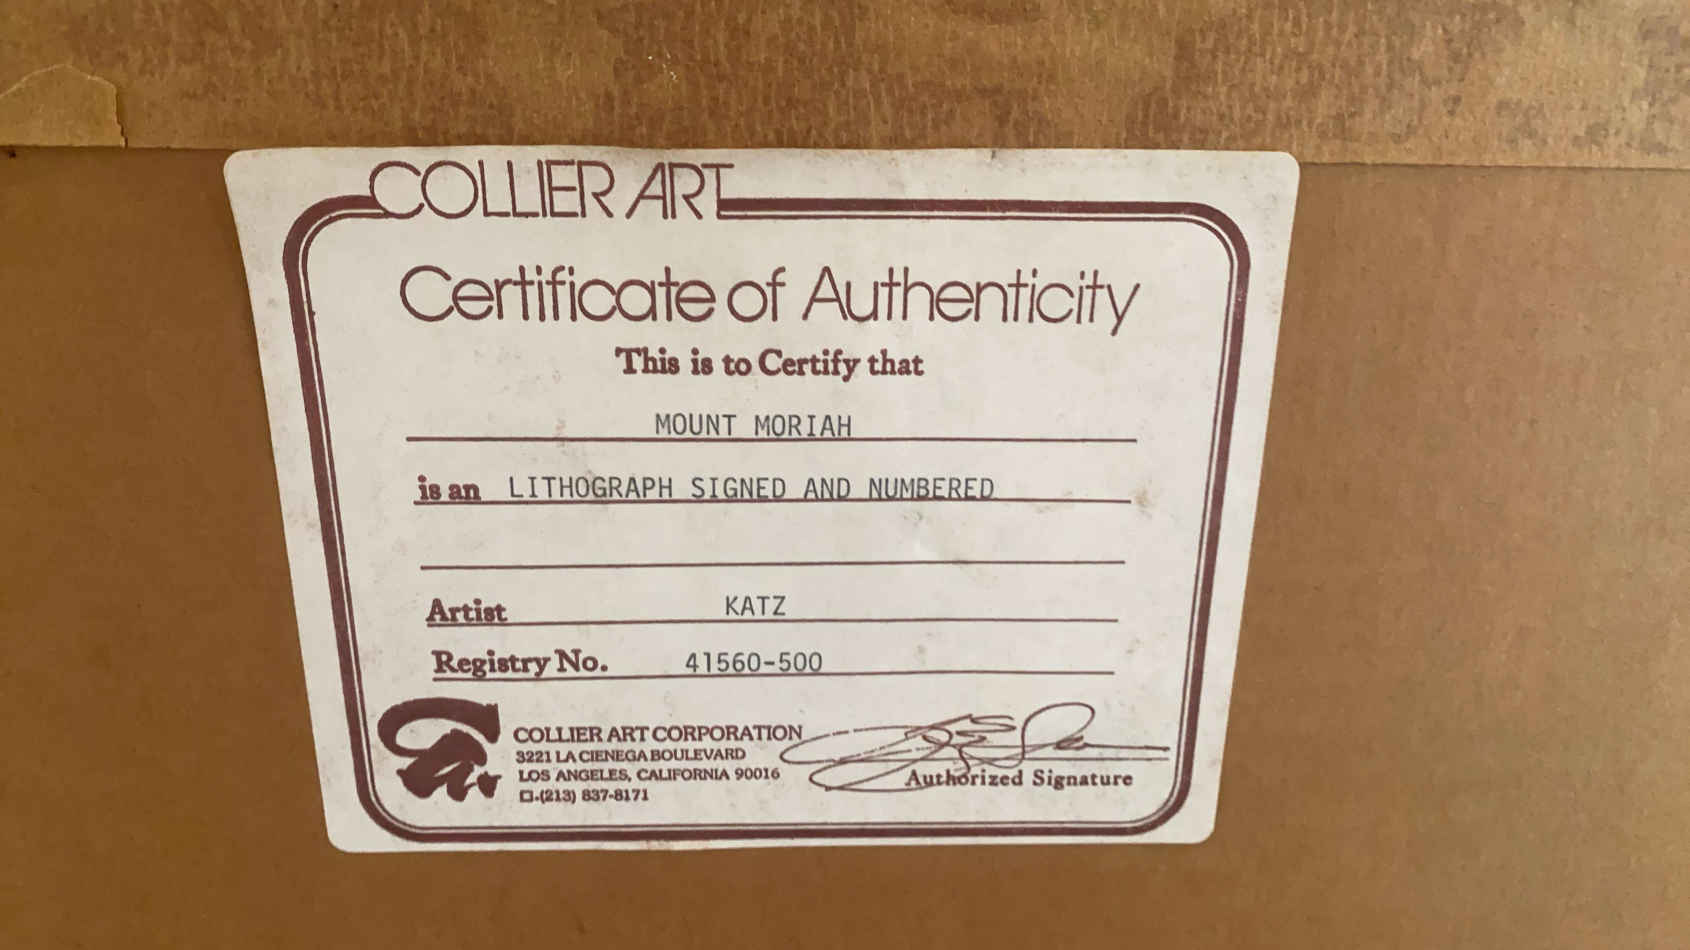 COLLIER ART
Certificate of Authenticity
This is to Certify that
MOUNT MORIAH
is an LITHOGRAPH SIGNED AND NUMBERED
Artist KATZ
Registry No. 41560-500
COLLIER ART CORPORATION
3221 LA CIENEGA BOULEVARD
LOS ANGELES, CALIFORNIA 90016
(213) 837-8171
Authorized Signature